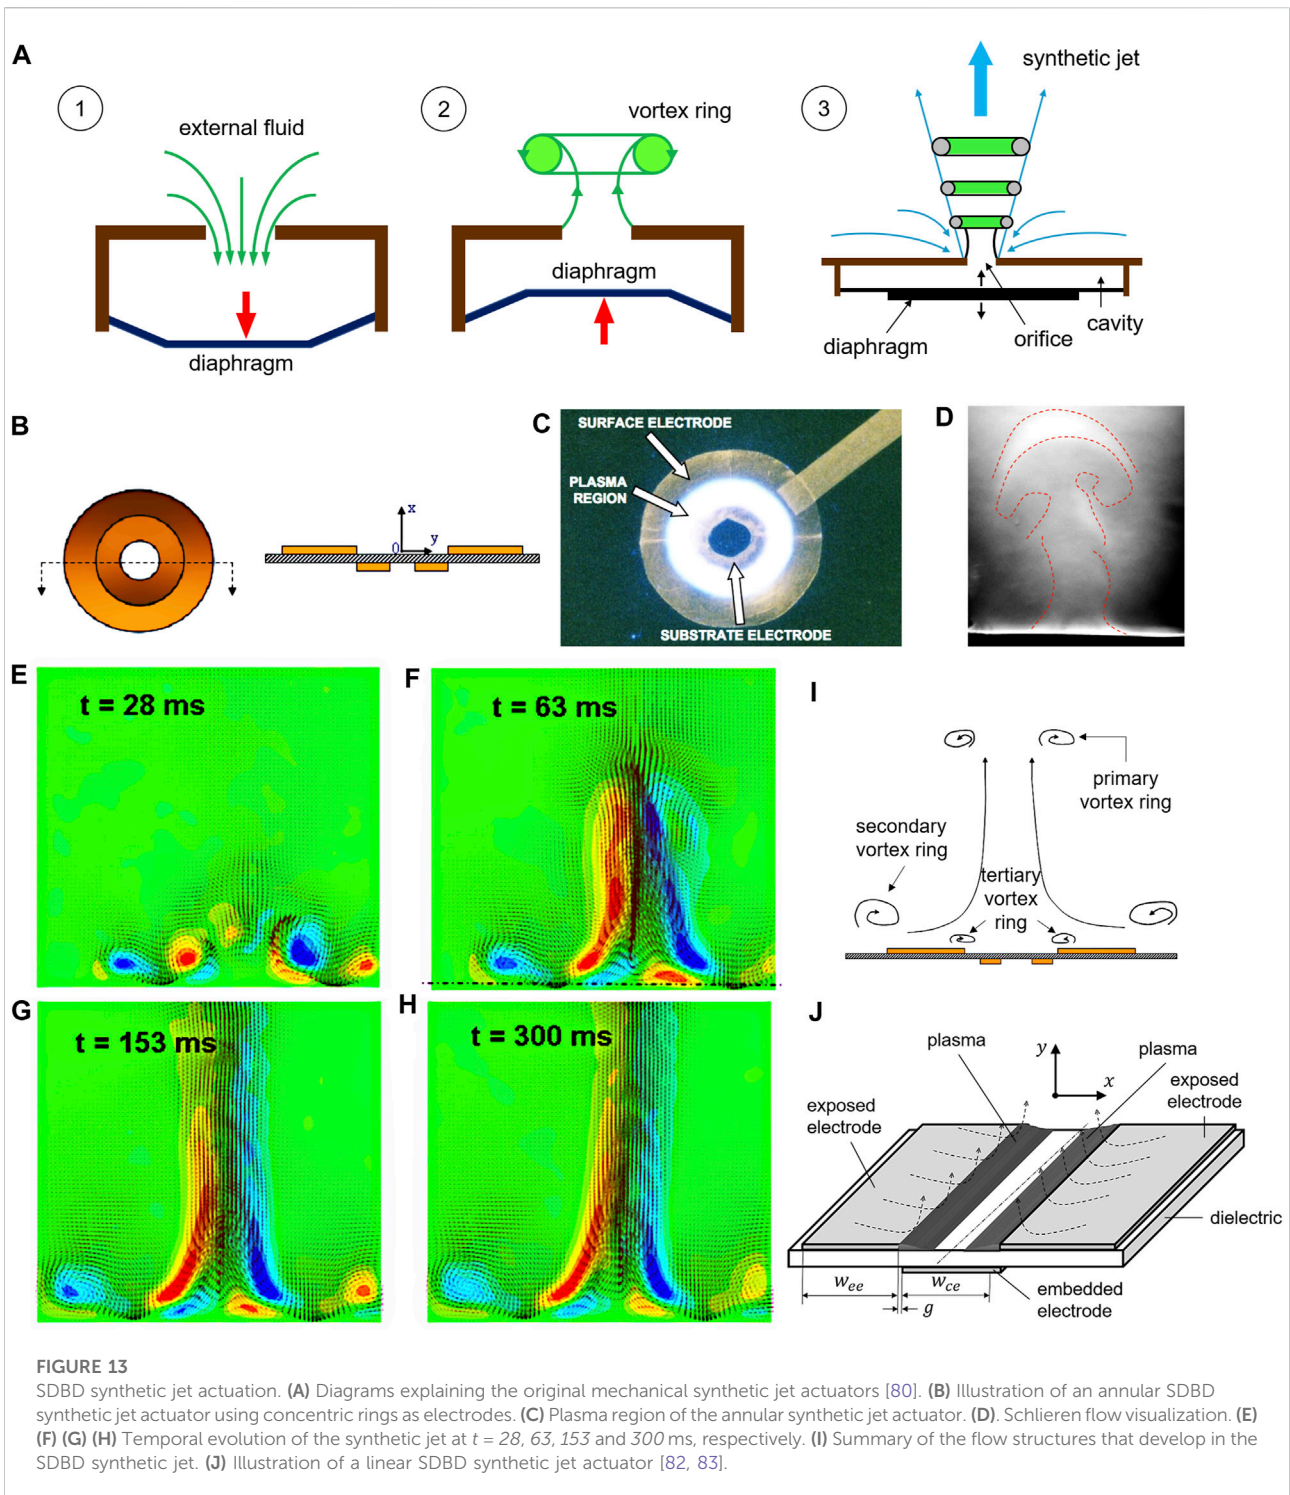 A
1
external fluid
diaphragm
2
vortex ring
diaphragm
3
synthetic jet
diaphragm
orifice
cavity
B
x
0
y
C
SURFACE ELECTRODE
PLASMA
REGION
SUBSTRATE ELECTRODE
D
E
t = 28 ms
F
t = 63 ms
G
t = 153 ms
H
t = 300 ms
I
primary
vortex ring
secondary
vortex ring
tertiary
vortex
ring
J
plasma
y
x
plasma
exposed
electrode
exposed
electrode
dielectric
embedded
electrode
wee
wce
g
FIGURE 13
SDBD synthetic jet actuation. (A) Diagrams explaining the original mechanical synthetic jet actuators [80]. (B) Illustration of an annular SDBD
synthetic jet actuator using concentric rings as electrodes. (C) Plasma region of the annular synthetic jet actuator. (D). Schlieren flow visualization. (E)
(F) (G) (H) Temporal evolution of the synthetic jet at t = 28, 63, 153 and 300 ms, respectively. (I) Summary of the flow structures that develop in the
SDBD synthetic jet. (J) Illustration of a linear SDBD synthetic jet actuator [82, 83].